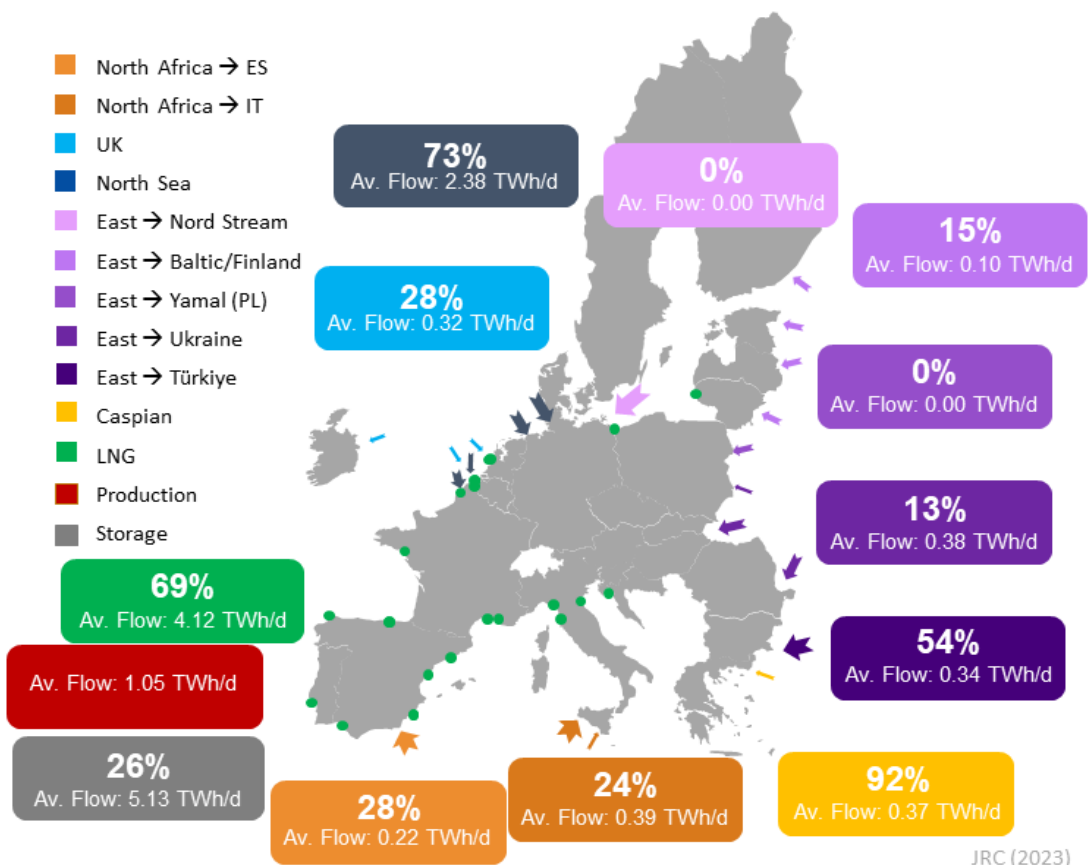 North Africa → ES
North Africa → IT
UK
North Sea
East → Nord Stream
East → Baltic/Finland
East → Yamal (PL)
East → Ukraine
East → Türkiye
Caspian
LNG
Production
Storage
73%
Av. Flow: 2.38 TWh/d
0%
Av. Flow: 0.00 TWh/d
15%
Av. Flow: 0.10 TWh/d
28%
Av. Flow: 0.32 TWh/d
0%
Av. Flow: 0.00 TWh/d
13%
Av. Flow: 0.38 TWh/d
69%
Av. Flow: 4.12 TWh/d
54%
Av. Flow: 0.34 TWh/d
Av. Flow: 1.05 TWh/d
26%
Av. Flow: 5.13 TWh/d
28%
Av. Flow: 0.22 TWh/d
24%
Av. Flow: 0.39 TWh/d
92%
Av. Flow: 0.37 TWh/d
JRC (2023)